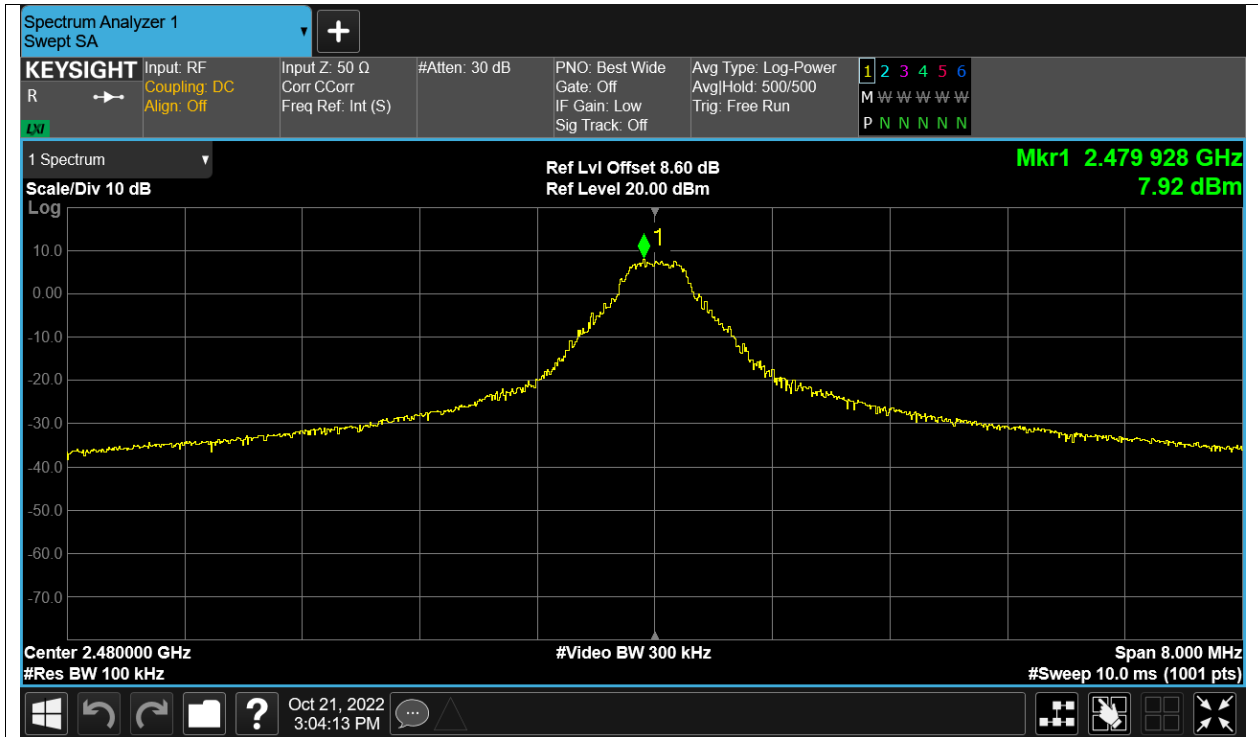 Spectrum Analyzer 1
Swept SA
+
KEYSIGHT
R
LXI
Input: RF
Coupling: DC
Align: Off
Input Z: 50 Ω
Corr CCorr
Freq Ref: Int (S)
#Atten: 30 dB
PNO: Best Wide
Gate: Off
IF Gain: Low
Sig Track: Off
Avg Type: Log-Power
Avg|Hold: 500/500
Trig: Free Run
1 2 3 4 5 6
M W W W W W
P N N N N N
1 Spectrum
Scale/Div 10 dB
Log
Ref Lvl Offset 8.60 dB
Ref Level 20.00 dBm
Mkr1 2.479 928 GHz
7.92 dBm
1
10.0
0.00
-10.0
-20.0
-30.0
-40.0
-50.0
-60.0
-70.0
Center 2.480000 GHz
#Res BW 100 kHz
#Video BW 300 kHz
Span 8.000 MHz
#Sweep 10.0 ms (1001 pts)
?
Oct 21, 2022
3:04:13 PM